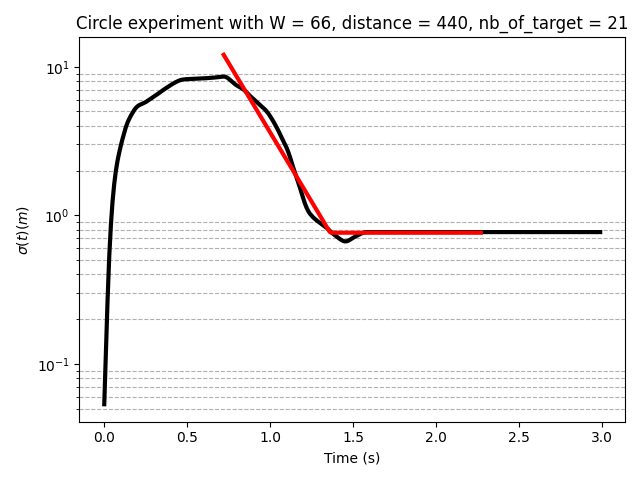 Circle experiment with W = 66, distance = 440, nb_of_target = 21
10¹
10⁰
10⁻¹
σ(t)(m)
0.0 0.5 1.0 1.5 2.0 2.5 3.0
Time (s)